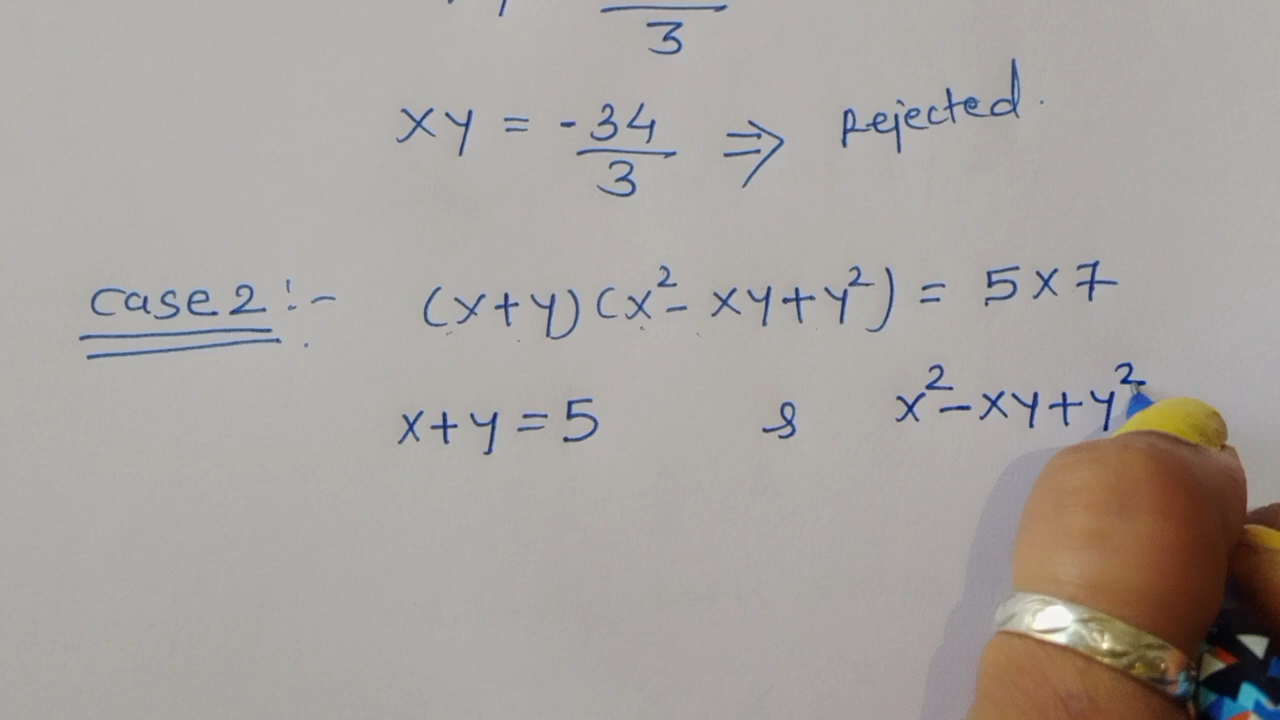 3
xy = -34/3 ⇒ Rejected.
Case 2 :- (x+y)(x²-xy+y²) = 5×7
x+y = 5 & x²-xy+y²